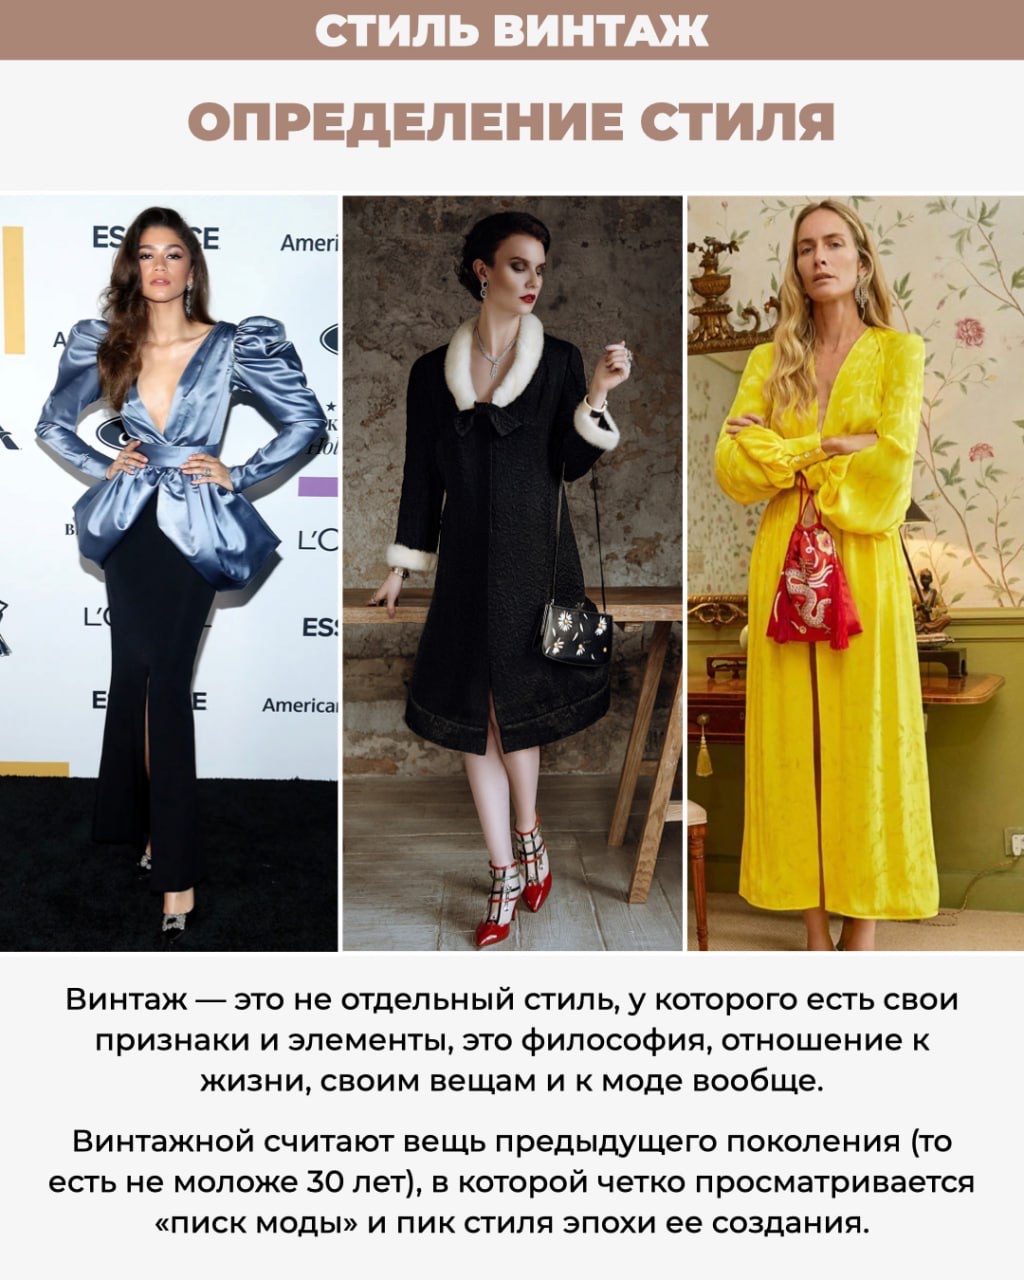 СТИЛЬ ВИНТАЖ
ОПРЕДЕЛЕНИЕ СТИЛЯ
ESSENCE
Ameri
L'O
ESS
L'O
E
E
America
Винтаж — это не отдельный стиль, у которого есть свои
признаки и элементы, это философия, отношение к
жизни, своим вещам и к моде вообще.
Винтажной считают вещь предыдущего поколения (то
есть не моложе 30 лет), в которой четко просматривается
«писк моды» и пик стиля эпохи ее создания.